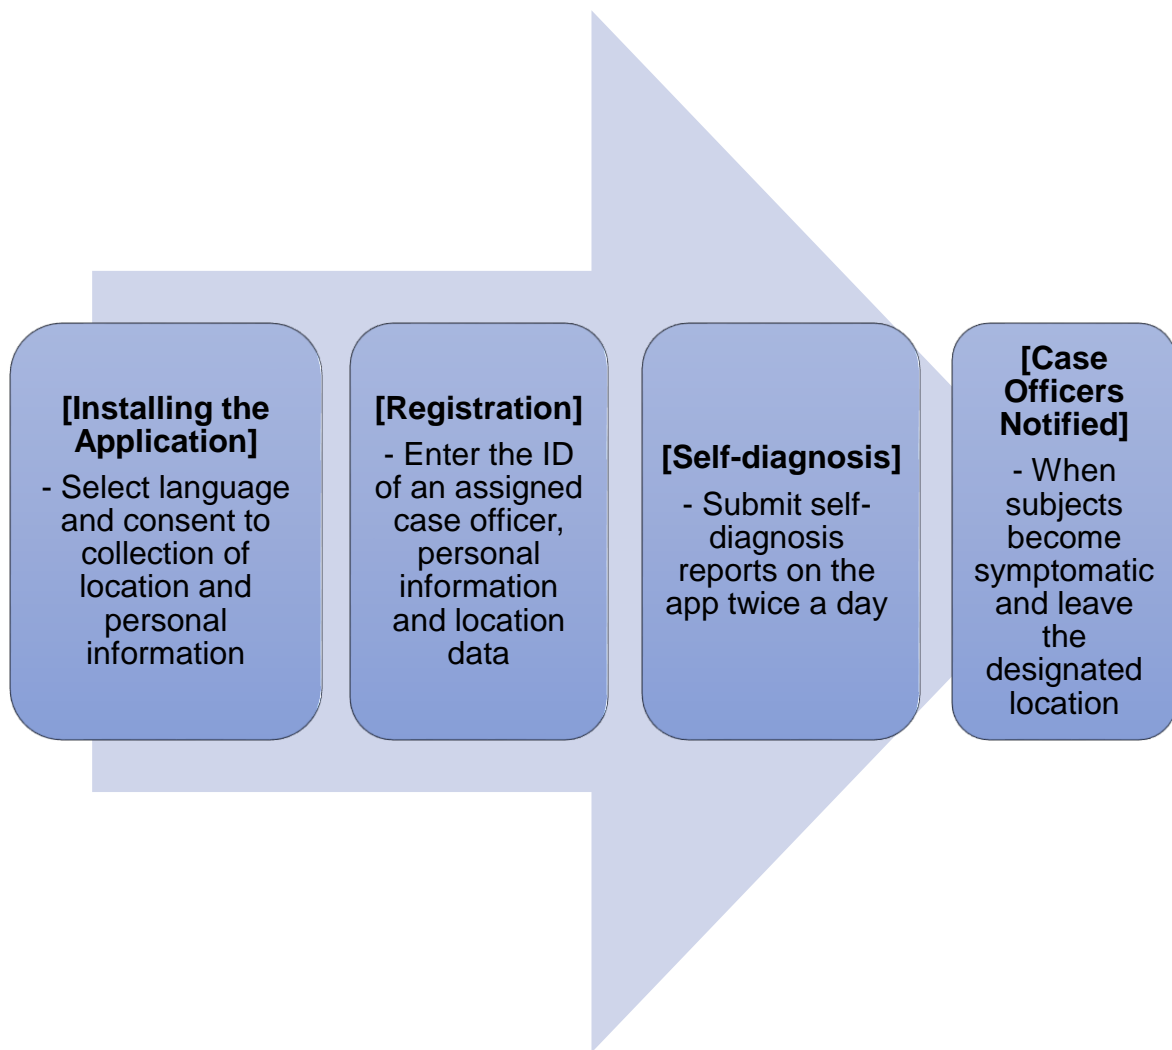 [Installing the
Application]
- Select language
and consent to
collection of
location and
personal
information
[Registration]
- Enter the ID
of an assigned
case officer,
personal
information
and location
data
[Self-diagnosis]
- Submit self-
diagnosis
reports on the
app twice a day
[Case
Officers
Notified]
- When
subjects
become
symptomatic
and leave
the
designated
location